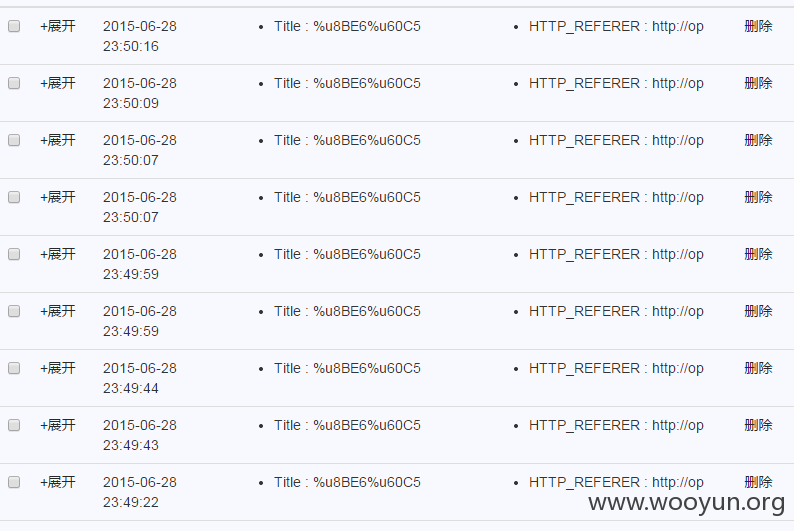 +展开 2015-06-28 • Title : %u8BE6%u60C5 • HTTP_REFERER : http://op 删除
23:50:16
+展开 2015-06-28 • Title : %u8BE6%u60C5 • HTTP_REFERER : http://op 删除
23:50:09
+展开 2015-06-28 • Title : %u8BE6%u60C5 • HTTP_REFERER : http://op 删除
23:50:07
+展开 2015-06-28 • Title : %u8BE6%u60C5 • HTTP_REFERER : http://op 删除
23:50:07
+展开 2015-06-28 • Title : %u8BE6%u60C5 • HTTP_REFERER : http://op 删除
23:49:59
+展开 2015-06-28 • Title : %u8BE6%u60C5 • HTTP_REFERER : http://op 删除
23:49:59
+展开 2015-06-28 • Title : %u8BE6%u60C5 • HTTP_REFERER : http://op 删除
23:49:44
+展开 2015-06-28 • Title : %u8BE6%u60C5 • HTTP_REFERER : http://op 删除
23:49:43
+展开 2015-06-28 • Title : %u8BE6%u60C5 • HTTP_REFERER : http://op 删除
23:49:22
www.wooyun.org